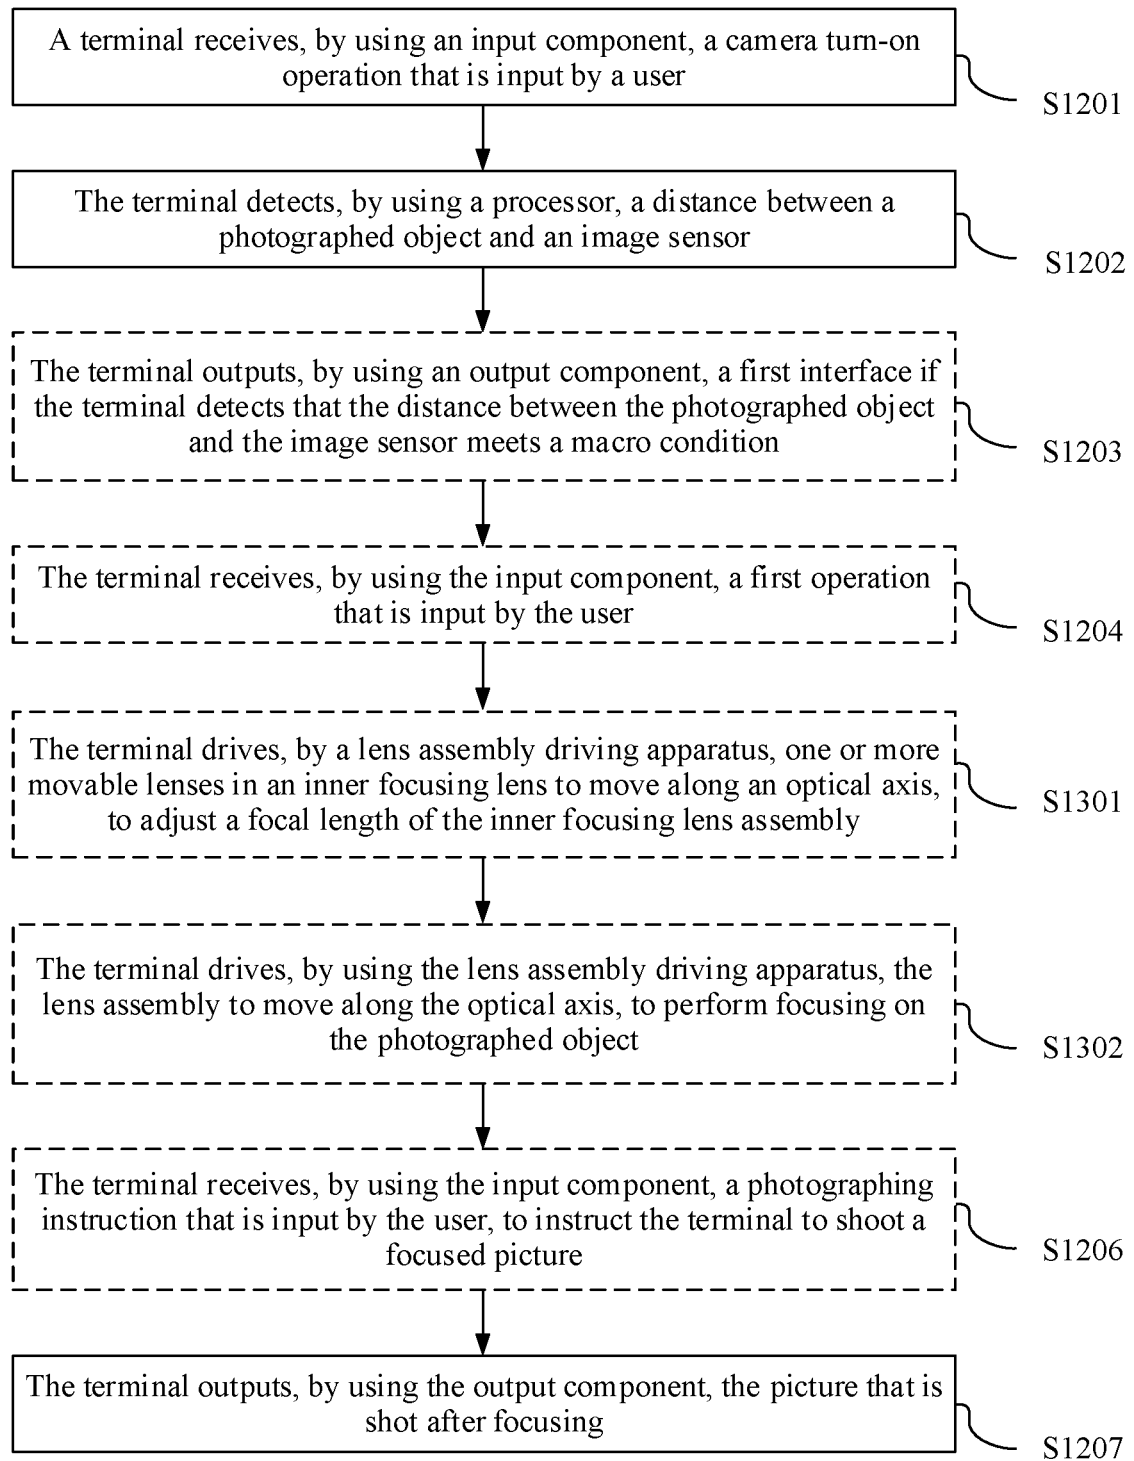 A terminal receives, by using an input component, a camera turn-on
operation that is input by a user
S1201
The terminal detects, by using a processor, a distance between a
photographed object and an image sensor
S1202
The terminal outputs, by using an output component, a first interface if
the terminal detects that the distance between the photographed object
and the image sensor meets a macro condition
S1203
The terminal receives, by using the input component, a first operation
that is input by the user
S1204
The terminal drives, by a lens assembly driving apparatus, one or more
movable lenses in an inner focusing lens to move along an optical axis,
to adjust a focal length of the inner focusing lens assembly
S1301
The terminal drives, by using the lens assembly driving apparatus, the
lens assembly to move along the optical axis, to perform focusing on
the photographed object
S1302
The terminal receives, by using the input component, a photographing
instruction that is input by the user, to instruct the terminal to shoot a
focused picture
S1206
The terminal outputs, by using the output component, the picture that is
shot after focusing
S1207